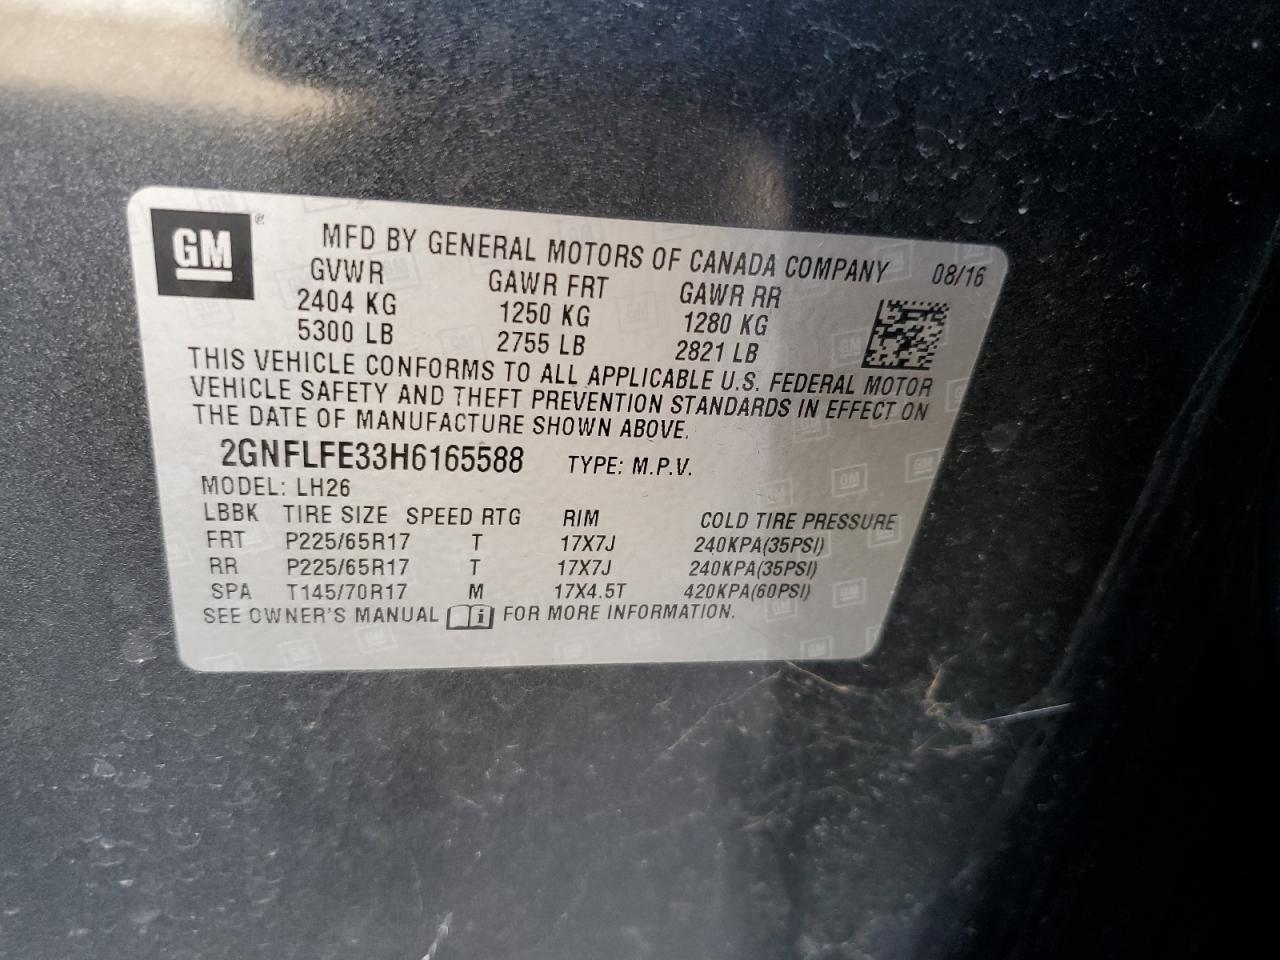 GM ®
MFD BY GENERAL MOTORS OF CANADA COMPANY 08/16
GVWR GAWR FRT GAWR RR
2404 KG 1250 KG 1280 KG
5300 LB 2755 LB 2821 LB
THIS VEHICLE CONFORMS TO ALL APPLICABLE U.S. FEDERAL MOTOR
VEHICLE SAFETY AND THEFT PREVENTION STANDARDS IN EFFECT ON
THE DATE OF MANUFACTURE SHOWN ABOVE.
2GNFLFE33H6165588 TYPE: M.P.V.
MODEL: LH26
LBBK TIRE SIZE SPEED RTG RIM COLD TIRE PRESSURE
FRT P225/65R17 T 17X7J 240KPA(35PSI)
RR P225/65R17 T 17X7J 240KPA(35PSI)
SPA T145/70R17 M 17X4.5T 420KPA(60PSI)
SEE OWNER'S MANUAL i FOR MORE INFORMATION.